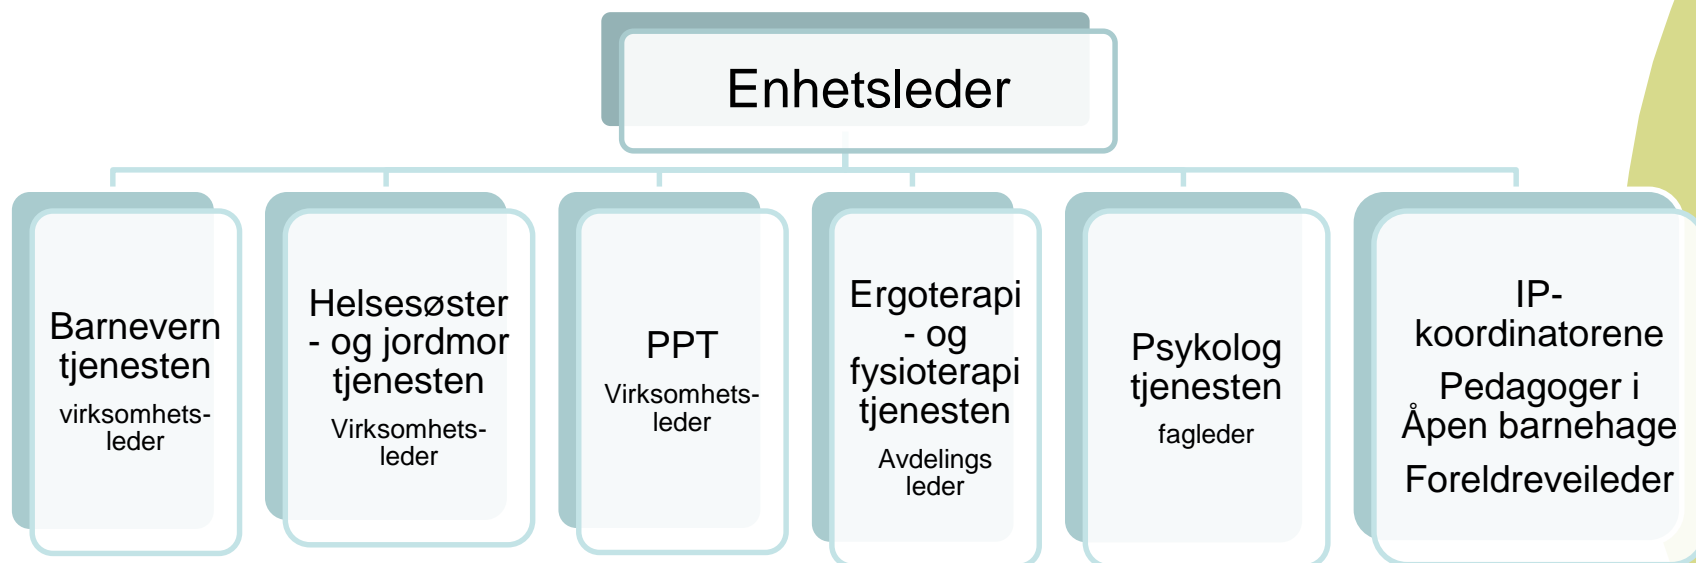 Enhetsleder
Barnevern
tjenesten
virksomhets-
leder
Helsesøster
- og jordmor
tjenesten
Virksomhets-
leder
PPT
Virksomhets-
leder
Ergoterapi
- og
fysioterapi
tjenesten
Avdelings
leder
Psykolog
tjenesten
fagleder
IP-
koordinatorene
Pedagoger i
Åpen barnehage
Foreldreveileder